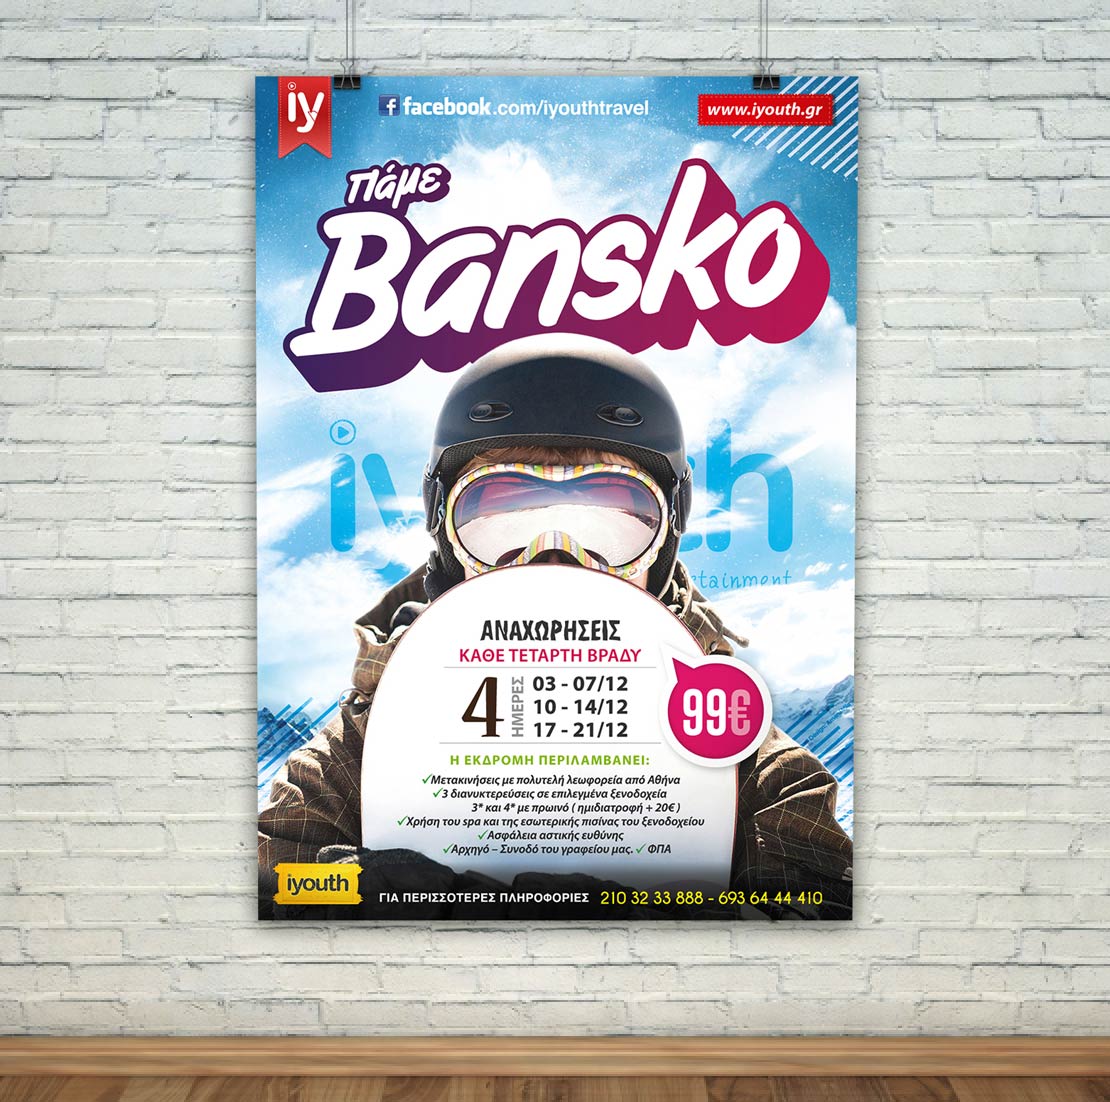 iy
facebook.com/iyouthtravel
www.iyouth.gr
Πάμε
Bansko
iyouth
ΑΝΑΧΩΡΗΣΕΙΣ
ΚΑΘΕ ΤΕΤΑΡΤΗ ΒΡΑΔΥ
4 ΗΜΕΡΕΣ
03 - 07/12
10 - 14/12
17 - 21/12
99€
Η ΕΚΔΡΟΜΗ ΠΕΡΙΛΑΜΒΑΝΕΙ:
✓Μετακινήσεις με πολυτελή λεωφορεία από Αθήνα
✓3 διανυκτερεύσεις σε επιλεγμένα ξενοδοχεία
3* και 4* με πρωινό ( ημιδιατροφή + 20€ )
✓Χρήση του spa και της εσωτερικής πισίνας του ξενοδοχείου
✓Ασφάλεια αστικής ευθύνης
✓Αρχηγό – Συνοδό του γραφείου μας. ✓ ΦΠΑ
iyouth
ΓΙΑ ΠΕΡΙΣΣΟΤΕΡΕΣ ΠΛΗΡΟΦΟΡΙΕΣ 210 32 33 888 - 693 64 44 410